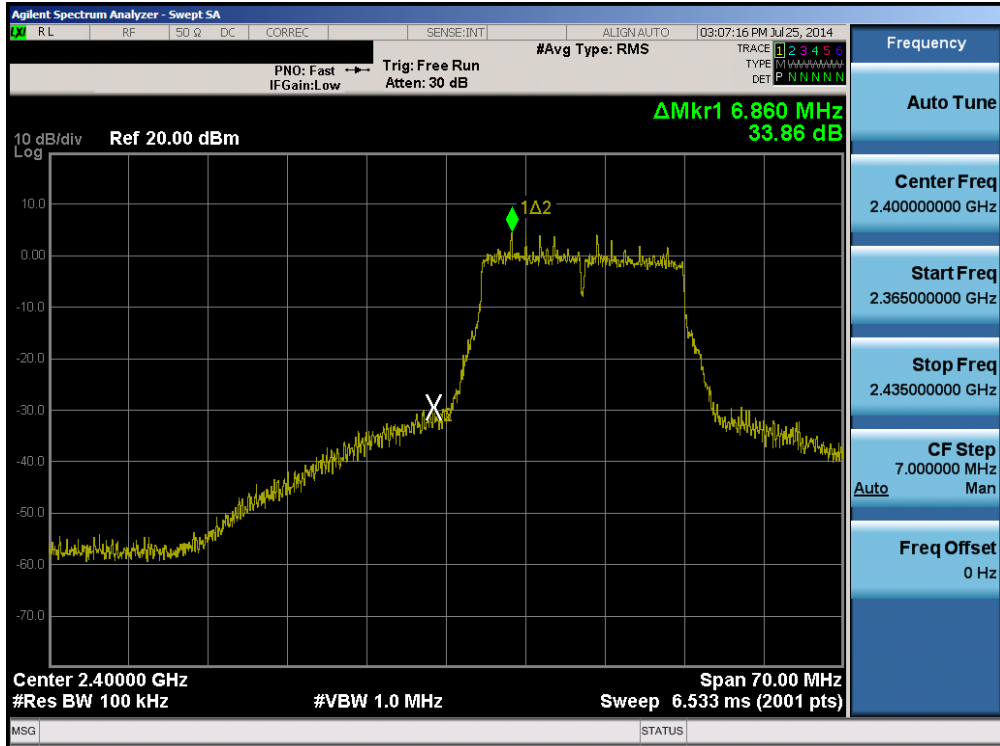 Agilent Spectrum Analyzer - Swept SA
LXI RL RF 50 Ω DC CORREC SENSE:INT ALIGN AUTO 03:07:16 PM Jul 25, 2014
Frequency
#Avg Type: RMS
TRACE 1 2 3 4 5 6
PNO: Fast
Trig: Free Run
TYPE M
IFGain:Low
Atten: 30 dB
DET P N N N N N
Auto Tune
ΔMkr1 6.860 MHz
33.86 dB
10 dB/div Ref 20.00 dBm
Log
Center Freq
2.400000000 GHz
10.0
1Δ2
0.00
Start Freq
2.365000000 GHz
-10.0
-20.0
Stop Freq
2.435000000 GHz
-30.0
X
-40.0
CF Step
7.000000 MHz
Auto Man
-50.0
-60.0
Freq Offset
0 Hz
-70.0
Center 2.40000 GHz Span 70.00 MHz
#Res BW 100 kHz #VBW 1.0 MHz Sweep 6.533 ms (2001 pts)
MSG STATUS